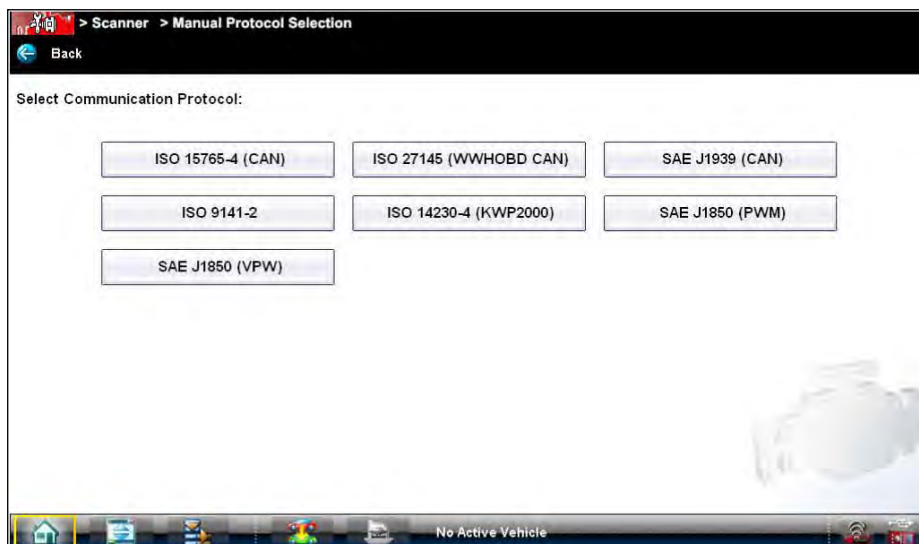 > Scanner > Manual Protocol Selection
Back
Select Communication Protocol:
ISO 15765-4 (CAN) ISO 27145 (WWHOBD CAN) SAE J1939 (CAN)
ISO 9141-2 ISO 14230-4 (KWP2000) SAE J1850 (PWM)
SAE J1850 (VPW)
No Active Vehicle